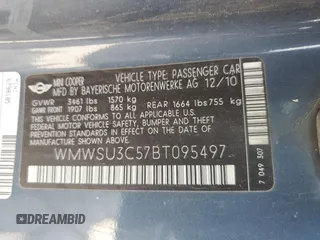 MINI COOPER
VEHICLE TYPE: PASSENGER CAR
MFD BY BAYERISCHE MOTORENWERKE AG 12/10
GVWR 3461 lbs 1570 kg
GAWR FRONT 1907 lbs 865 kg REAR 1664 lbs755 kg
THIS VEHICLE CONFORMS TO ALL APPLICABLE FEDERAL MOTOR VEHICLE SAFETY,
BUMPER, AND THEFT PREVENTION STANDARDS IN EFFECT ON THE DATE OF MANUFACTURE SHOWN ABOVE.
WMWSU3C57BT095497
7 049 307
© DREAMBID